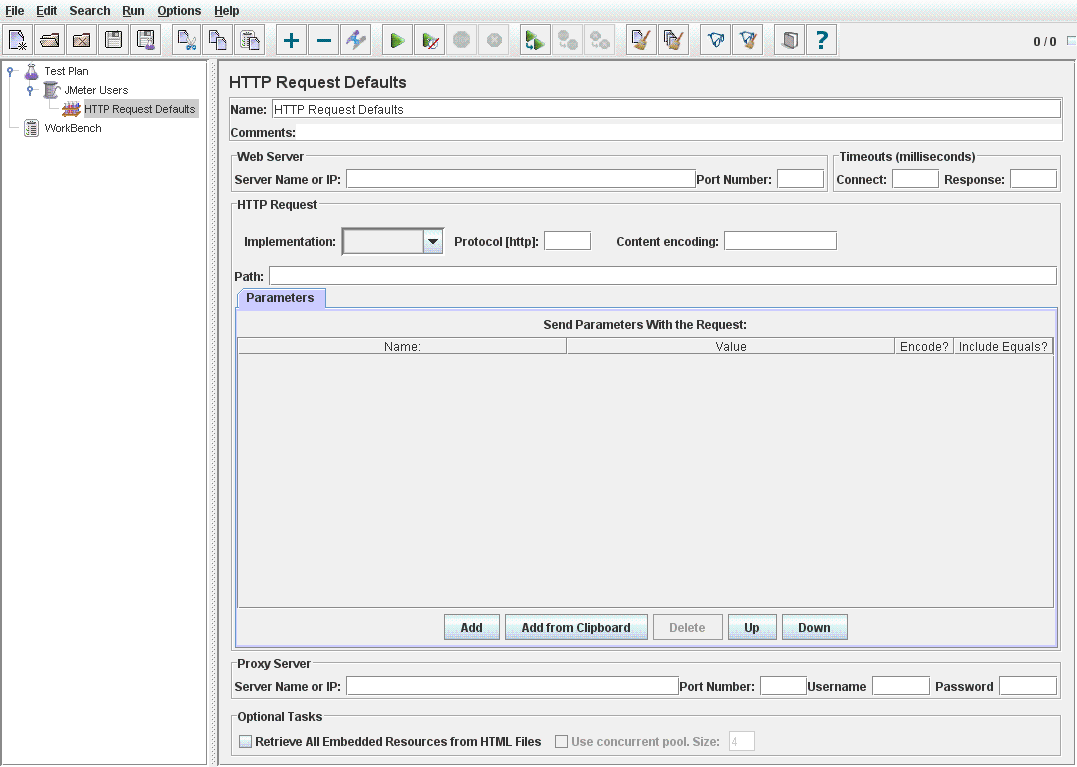 File Edit Search Run Options Help
0 / 0
Test Plan
JMeter Users
HTTP Request Defaults
WorkBench
HTTP Request Defaults
Name: HTTP Request Defaults
Comments:
Web Server
Server Name or IP: Port Number:
Timeouts (milliseconds)
Connect: Response:
HTTP Request
Implementation: Protocol [http]: Content encoding:
Path:
Parameters
Send Parameters With the Request:
Name: Value Encode? Include Equals?
Add Add from Clipboard Delete Up Down
Proxy Server
Server Name or IP: Port Number: Username Password
Optional Tasks
Retrieve All Embedded Resources from HTML Files Use concurrent pool. Size: 4